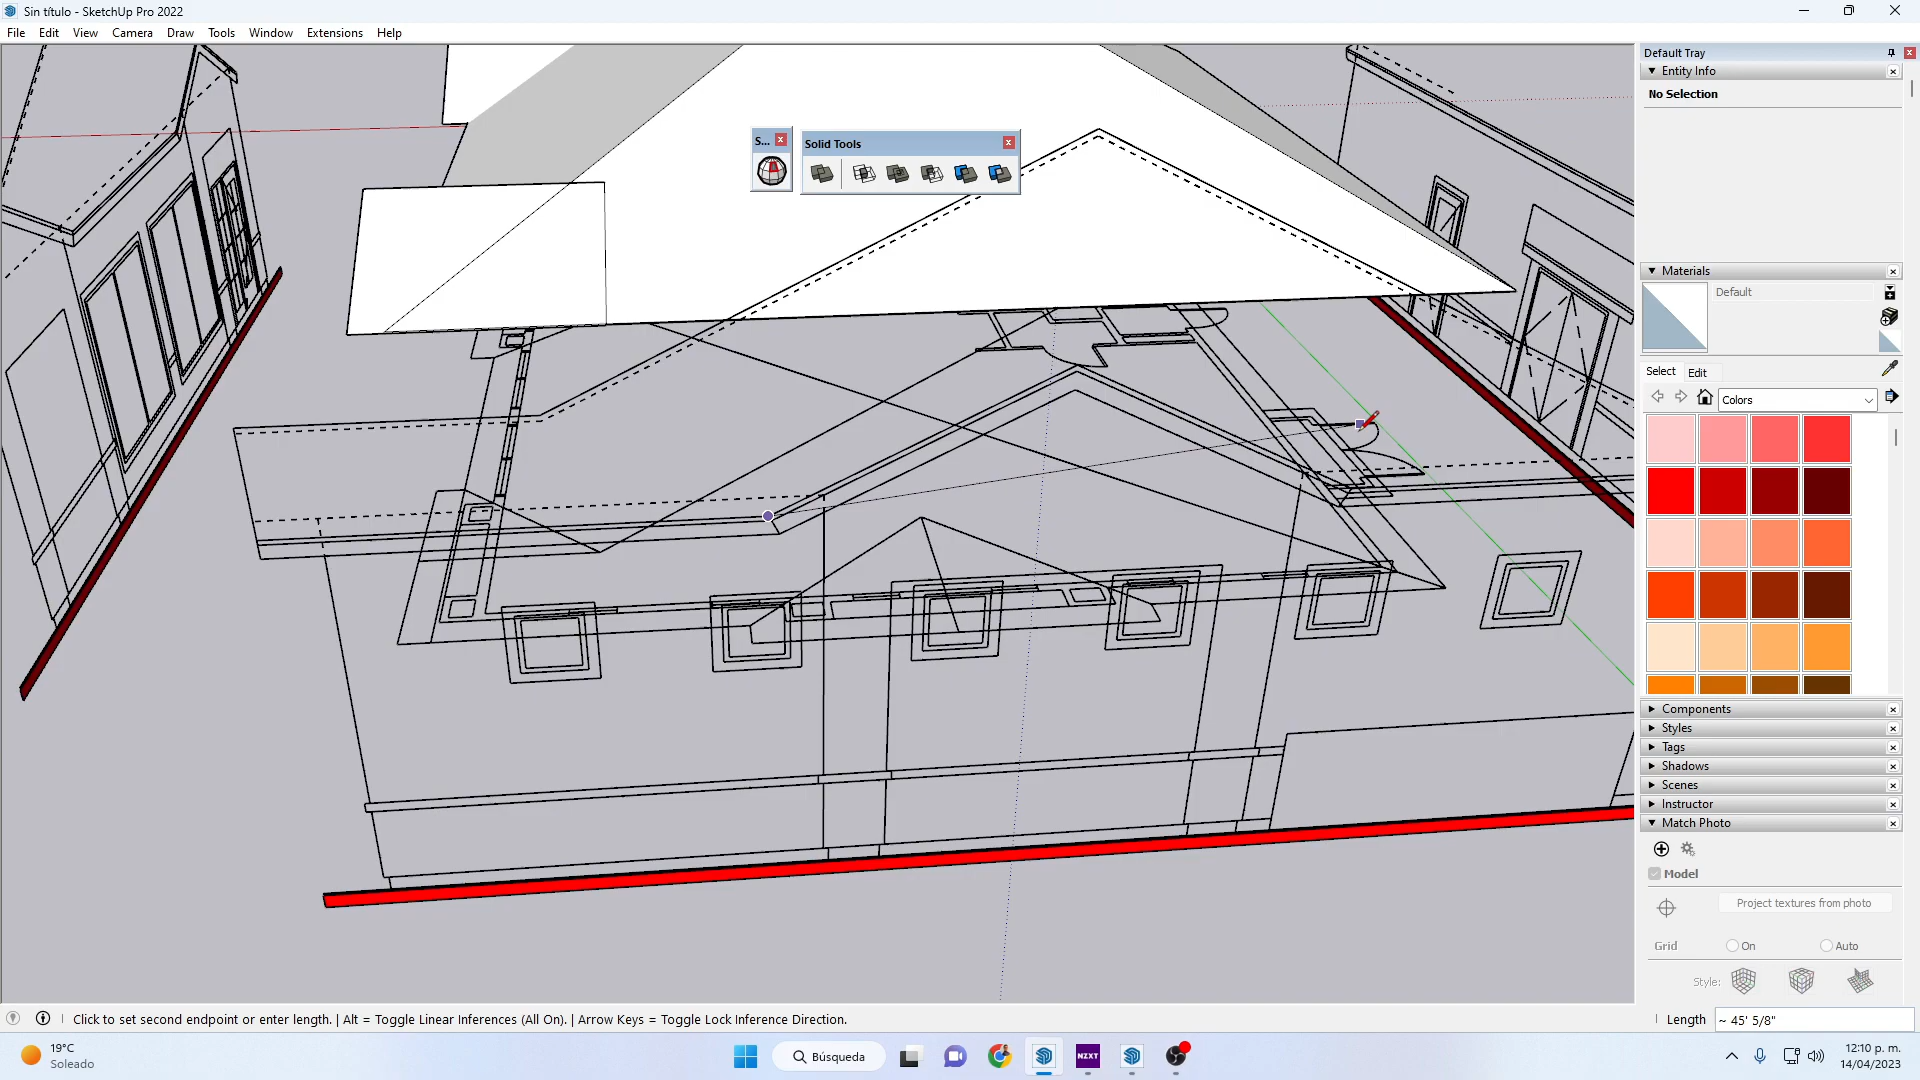 Sin título - SketchUp Pro 2022
File Edit View Camera Draw Tools Window Extensions Help
Default Tray
Entity Info
No Selection
S...
Solid Tools
Materials
Default
Select Edit
Colors
Components
Styles
Tags
Shadows
Scenes
Instructor
Match Photo
Model
Project textures from photo
Grid On Auto
Style:
Click to set second endpoint or enter length. | Alt = Toggle Linear Inferences (All On). | Arrow Keys = Toggle Lock Inference Direction.
Length ~ 45' 5/8"
19°C
Soleado
Búsqueda
NZXT
12:10 p. m.
14/04/2023